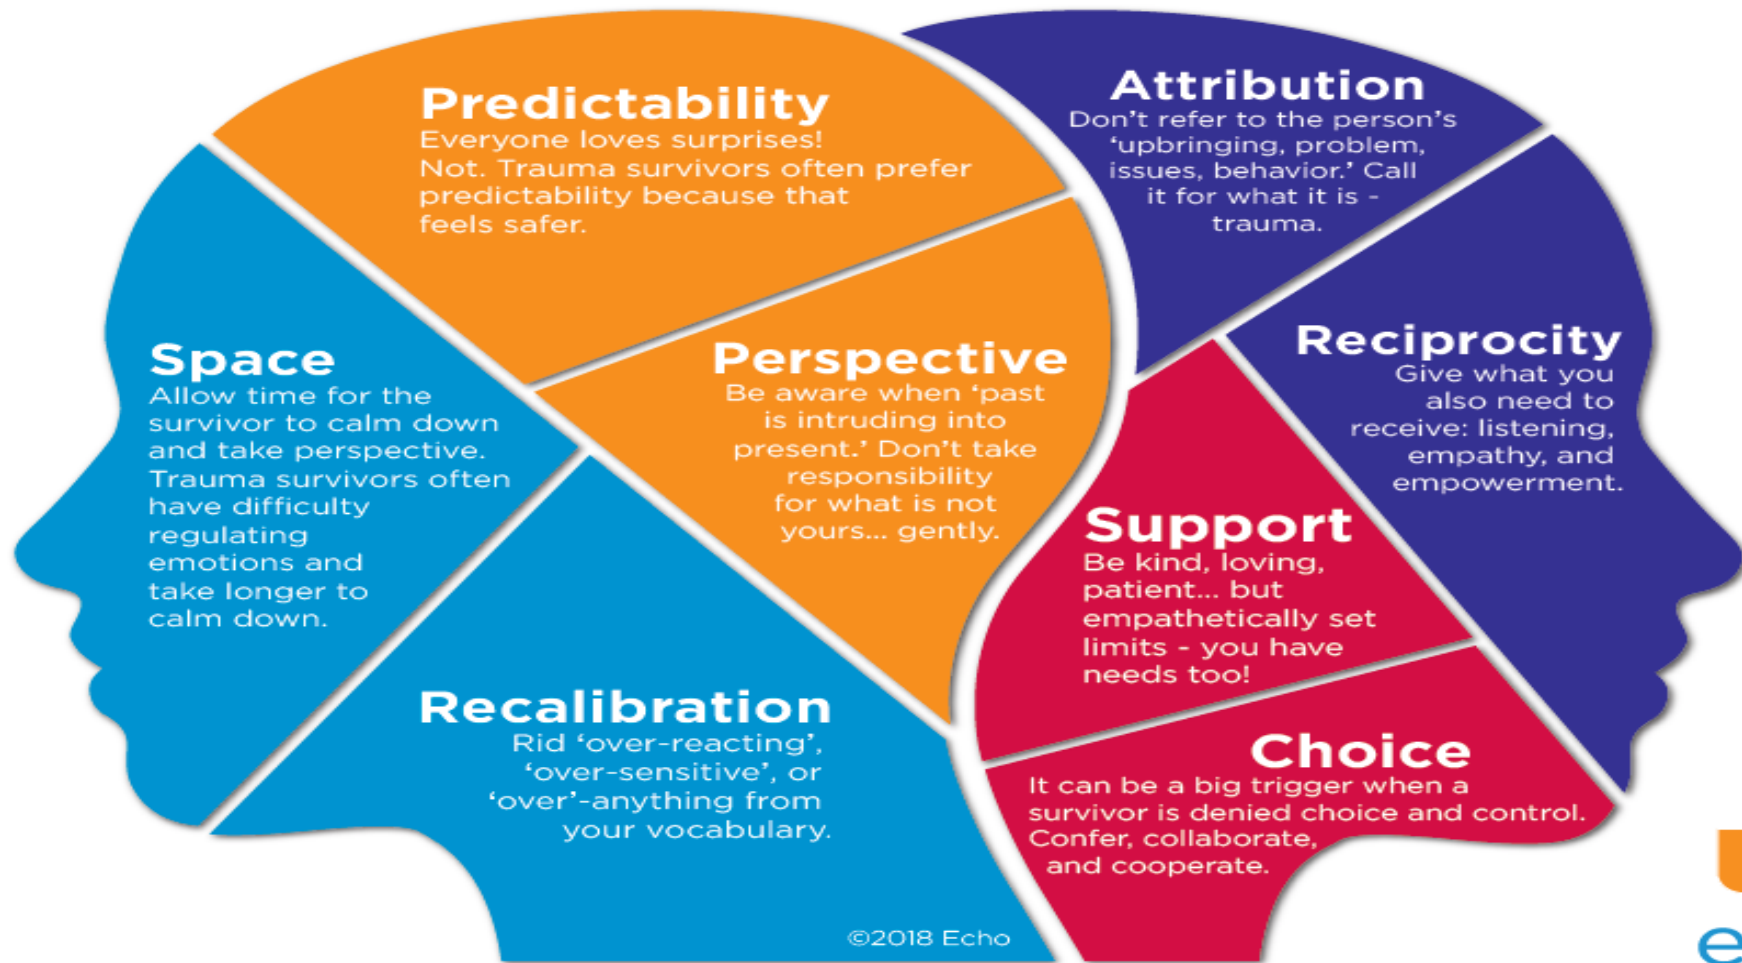 Predictability
Everyone loves surprises!
Not. Trauma survivors often prefer
predictability because that
feels safer.
Attribution
Don't refer to the person's
'upbringing, problem,
issues, behavior.' Call
it for what it is -
trauma.
Space
Allow time for the
survivor to calm down
and take perspective.
Trauma survivors often
have difficulty
regulating
emotions and
take longer to
calm down.
Perspective
Be aware when 'past
is intruding into
present.' Don't take
responsibility
for what is not
yours... gently.
Reciprocity
Give what you
also need to
receive: listening,
empathy, and
empowerment.
Support
Be kind, loving,
patient... but
empathetically set
limits - you have
needs too!
Recalibration
Rid 'over-reacting',
'over-sensitive', or
'over'-anything from
your vocabulary.
Choice
It can be a big trigger when a
survivor is denied choice and control.
Confer, collaborate,
and cooperate.
©2018 Echo